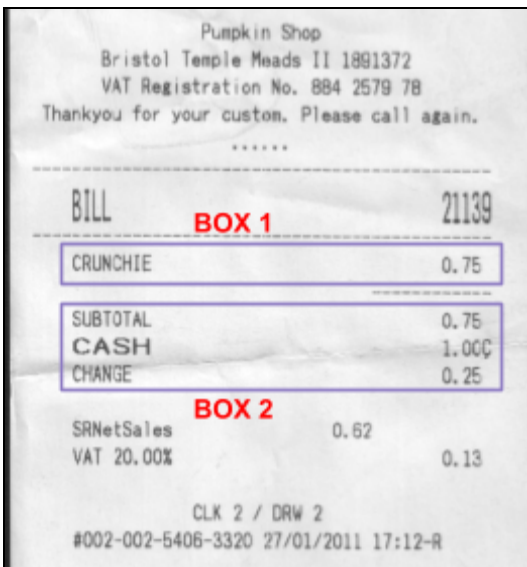 Pumpkin Shop
Bristol Temple Meads II 1891372
VAT Registration No. 884 2579 78
Thankyou for your custom. Please call again.
......
BILL 21139
BOX 1
CRUNCHIE 0.75
SUBTOTAL 0.75
CASH 1.00C
CHANGE 0.25
BOX 2
SRNetSales 0.62
VAT 20.00% 0.13
CLK 2 / DRW 2
#002-002-5406-3320 27/01/2011 17:12-R